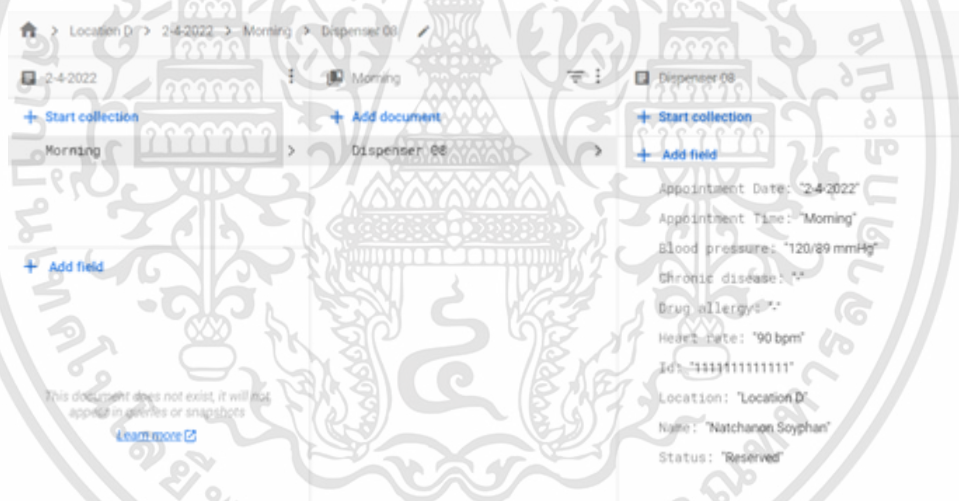 Location D > 2-4-2022 > Morning > Dispenser 08
2-4-2022
Morning
Dispenser 08
+ Start collection
+ Add document
+ Start collection
Morning
Dispenser 08
+ Add field
Appointment Date: "2-4-2022"
Appointment Time: "Morning"
Blood pressure: "120/89 mmHg"
Chronic disease: "-"
Drug allergy: "-"
Heart rate: "90 bpm"
Id: "1111111111111"
Location: "Location D"
Name: "Natchanon Soyphan"
Status: "Reserved"
+ Add field
This document does not exist, it will not
appear in queries or snapshots
Learn more